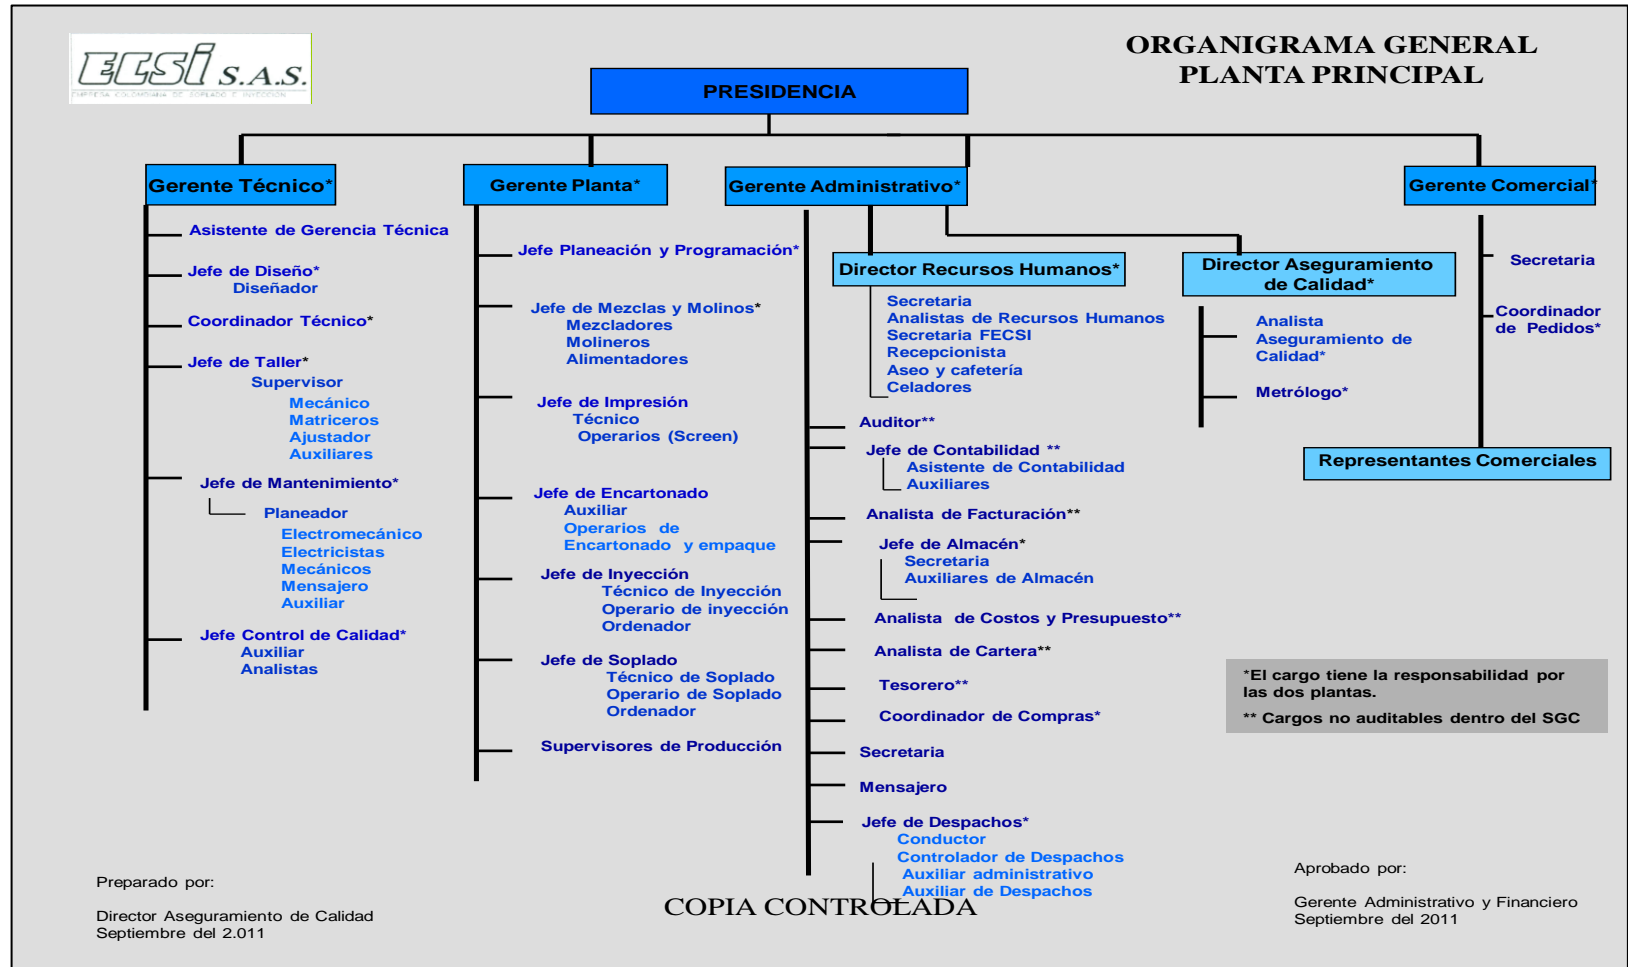 ECSi S.A.S.
EMPRESA COLOMBIANA DE SOPLADO E INYECCIÓN
ORGANIGRAMA GENERAL
PLANTA PRINCIPAL
PRESIDENCIA
Gerente Técnico*
Asistente de Gerencia Técnica
Jefe de Diseño*
Diseñador
Coordinador Técnico*
Jefe de Taller*
Supervisor
Mecánico
Matriceros
Ajustador
Auxiliares
Jefe de Mantenimiento*
Planeador
Electromecánico
Electricistas
Mecánicos
Mensajero
Auxiliar
Jefe Control de Calidad*
Auxiliar
Analistas
Gerente Planta*
Jefe Planeación y Programación*
Jefe de Mezclas y Molinos*
Mezcladores
Molineros
Alimentadores
Jefe de Impresión
Técnico
Operarios (Screen)
Jefe de Encartonado
Auxiliar
Operarios de
Encartonado y empaque
Jefe de Inyección
Técnico de Inyección
Operario de inyección
Ordenador
Jefe de Soplado
Técnico de Soplado
Operario de Soplado
Ordenador
Supervisores de Producción
Gerente Administrativo*
Director Recursos Humanos*
Secretaria
Analistas de Recursos Humanos
Secretaria FECSI
Recepcionista
Aseo y cafetería
Celadores
Auditor**
Jefe de Contabilidad **
Asistente de Contabilidad
Auxiliares
Analista de Facturación**
Jefe de Almacén*
Secretaria
Auxiliares de Almacén
Analista de Costos y Presupuesto**
Analista de Cartera**
Tesorero**
Coordinador de Compras*
Secretaria
Mensajero
Jefe de Despachos*
Conductor
Controlador de Despachos
Auxiliar administrativo
Auxiliar de Despachos
Director Aseguramiento
de Calidad*
Analista
Aseguramiento de
Calidad*
Metrólogo*
Gerente Comercial*
Secretaria
Coordinador
de Pedidos*
Representantes Comerciales
*El cargo tiene la responsabilidad por
las dos plantas.
** Cargos no auditables dentro del SGC
Preparado por:
Director Aseguramiento de Calidad
Septiembre del 2.011
COPIA CONTROLADA
Aprobado por:
Gerente Administrativo y Financiero
Septiembre del 2011